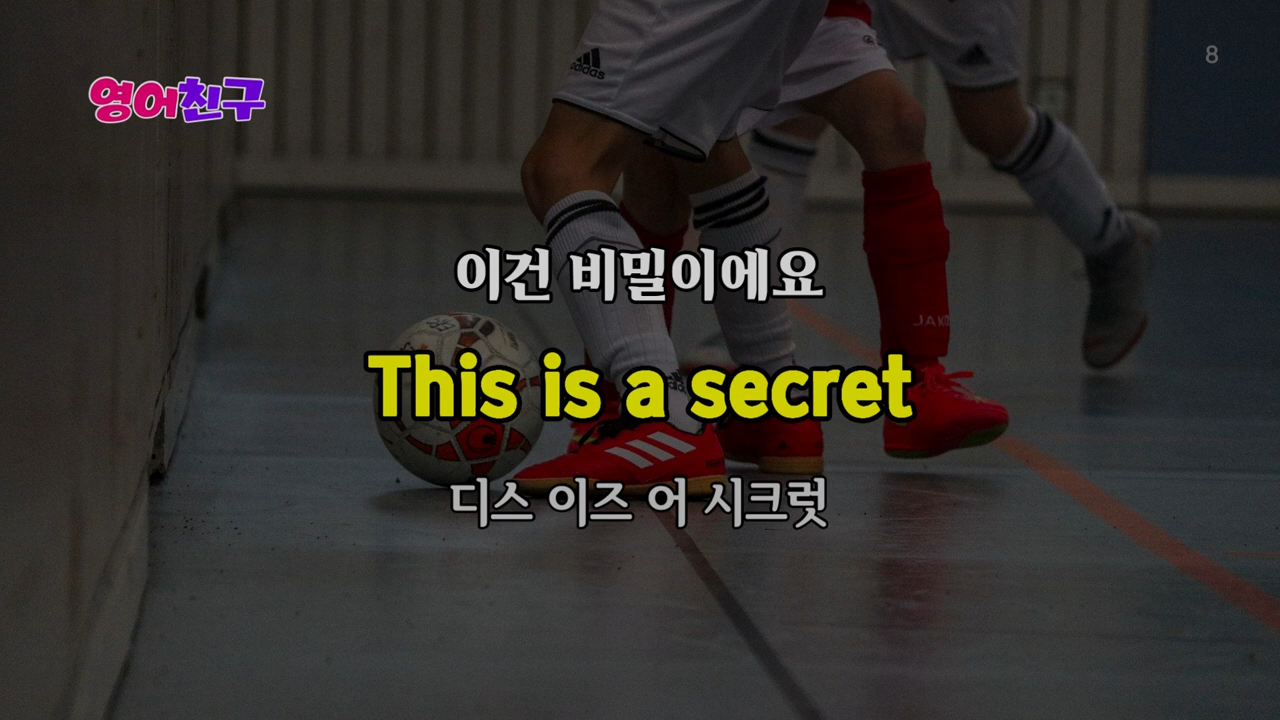 8
영어친구
adidas
이건 비밀이에요
This is a secret
디스 이즈 어 시크럿